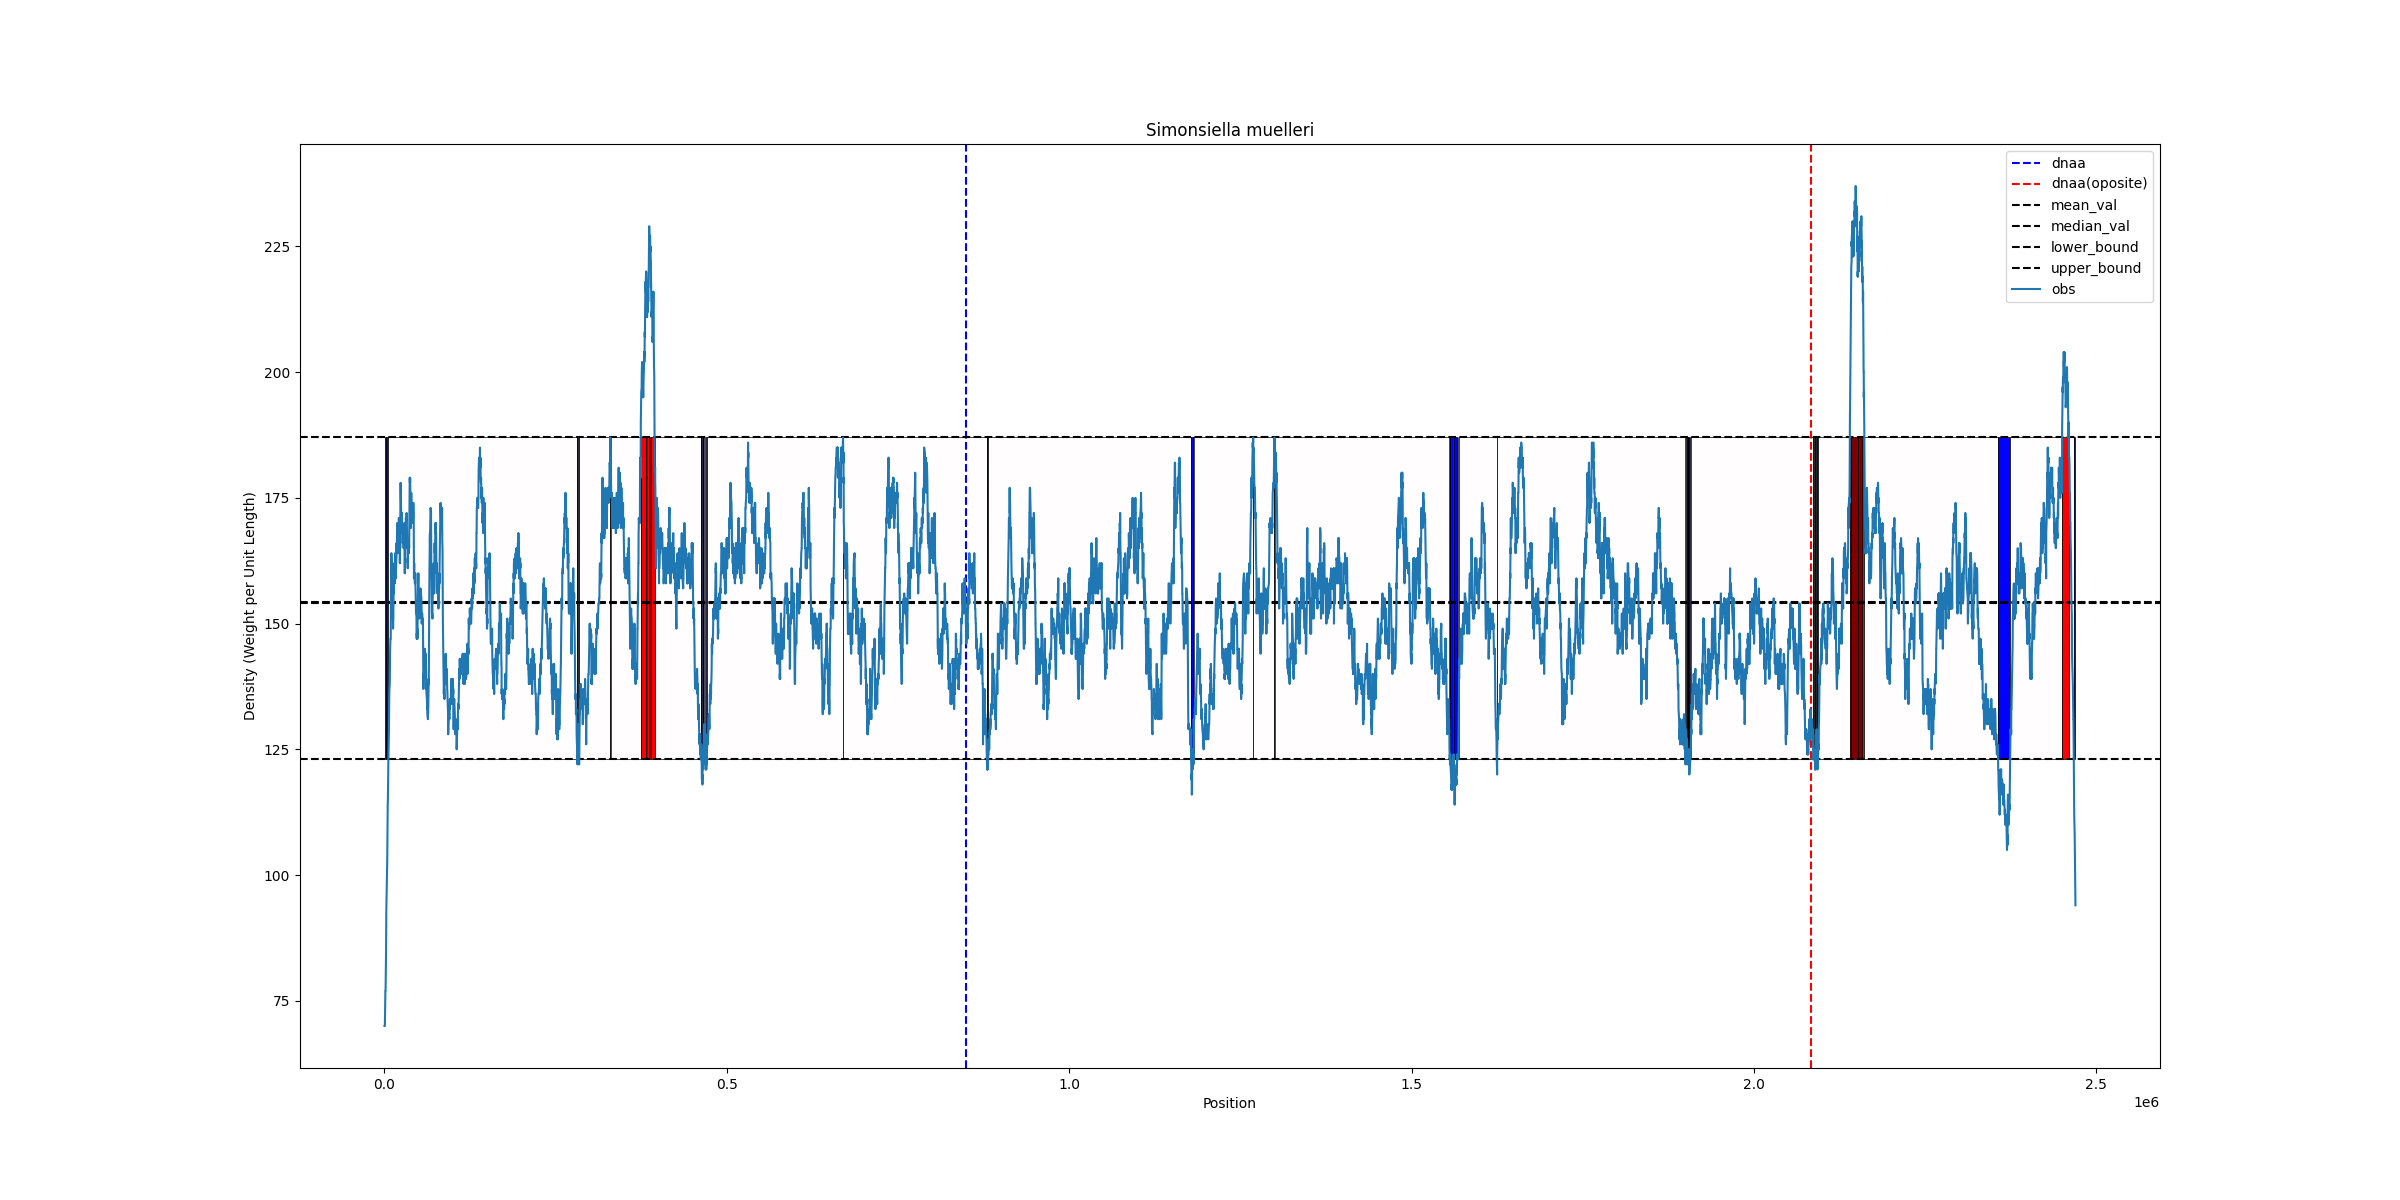 Simonsiella muelleri
dnaa
dnaa(oposite)
mean_val
median_val
lower_bound
upper_bound
obs
Density (Weight per Unit Length)
225
200
175
150
125
100
75
0.0 0.5 1.0 1.5 2.0 2.5
1e6
Position